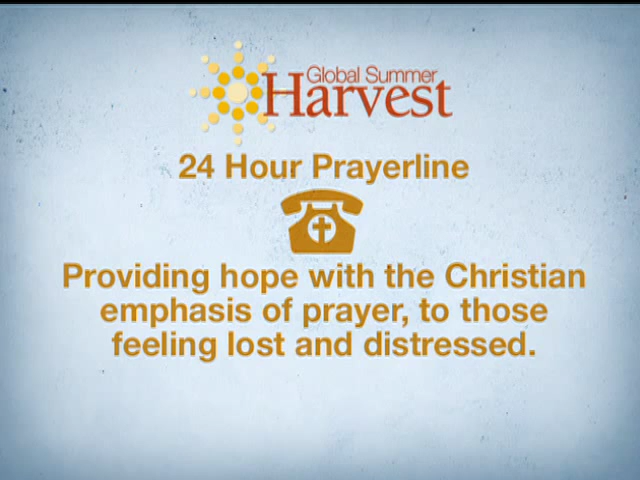 Global Summer
Harvest
24 Hour Prayerline
Providing hope with the Christian
emphasis of prayer, to those
feeling lost and distressed.